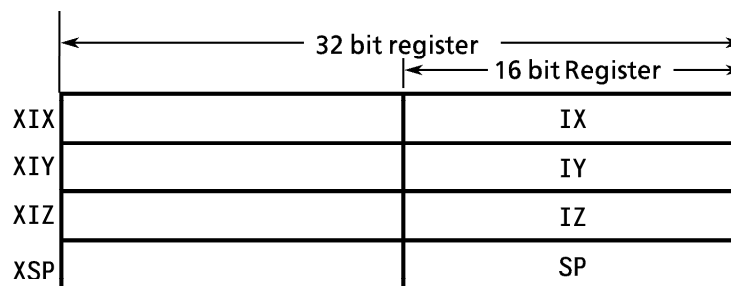 32 bit register
16 bit Register
XIX IX
XIY IY
XIZ IZ
XSP SP